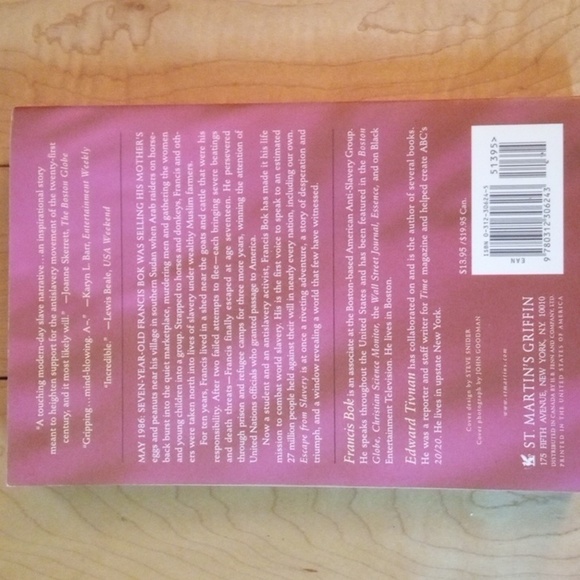 "A touching modern-day slave narrative...an inspirational story
meant to heighten support for the antislavery movement of the twenty-first
century, and it most likely will." —Joanne Skerrett, The Boston Globe
"Gripping ...mind-blowing. A–." —Karyn L. Barr, Entertainment Weekly
"Incredible." —Lewis Beale, USA Weekend
MAY 1986: SEVEN-YEAR-OLD FRANCIS BOK WAS SELLING HIS MOTHER'S
eggs and peanuts near his village in southern Sudan when Arab raiders on horse-
back burst into the quiet marketplace, murdering men and gathering the women
and young children into a group. Strapped to horses and donkeys, Francis and oth-
ers were taken north into lives of slavery under wealthy Muslim farmers.
For ten years, Francis lived in a shed near the goats and cattle that were his
responsibility. After two failed attempts to flee—each bringing severe beatings
and death threats—Francis finally escaped at age seventeen. He persevered
through prison and refugee camps for three more years, winning the attention of
United Nations officials who granted passage to America.
Now a student and an antislavery activist, Francis Bok has made it his life
mission to combat world slavery. His is the first voice to speak to an estimated
27 million people held against their will in nearly every nation, including our own.
Escape from Slavery is at once a riveting adventure, a story of desperation and
triumph, and a window revealing a world that few have witnessed.
Francis Bok is an associate at the Boston-based American Anti-Slavery Group.
He speaks throughout the United States and has been featured in the Boston
Globe, Christian Science Monitor, the Wall Street Journal, Essence, and on Black
Entertainment Television. He lives in Boston.
Edward Tivnan has collaborated on and is the author of several books.
He was a reporter and staff writer for Time magazine and helped create ABC's
20/20. He lives in upstate New York.
Cover design by STEVE SNIDER
Cover photograph by JOHN GOODMAN
www.stmartins.com
ST. MARTIN'S GRIFFIN
175 FIFTH AVENUE, NEW YORK, NY 10010
DISTRIBUTED IN CANADA BY H. B. FENN AND COMPANY, LTD.
PRINTED IN THE UNITED STATES OF AMERICA
$13.95 / $19.95 Can.
ISBN 0-312-30624-5
51395>
9 780312 306243
EAN